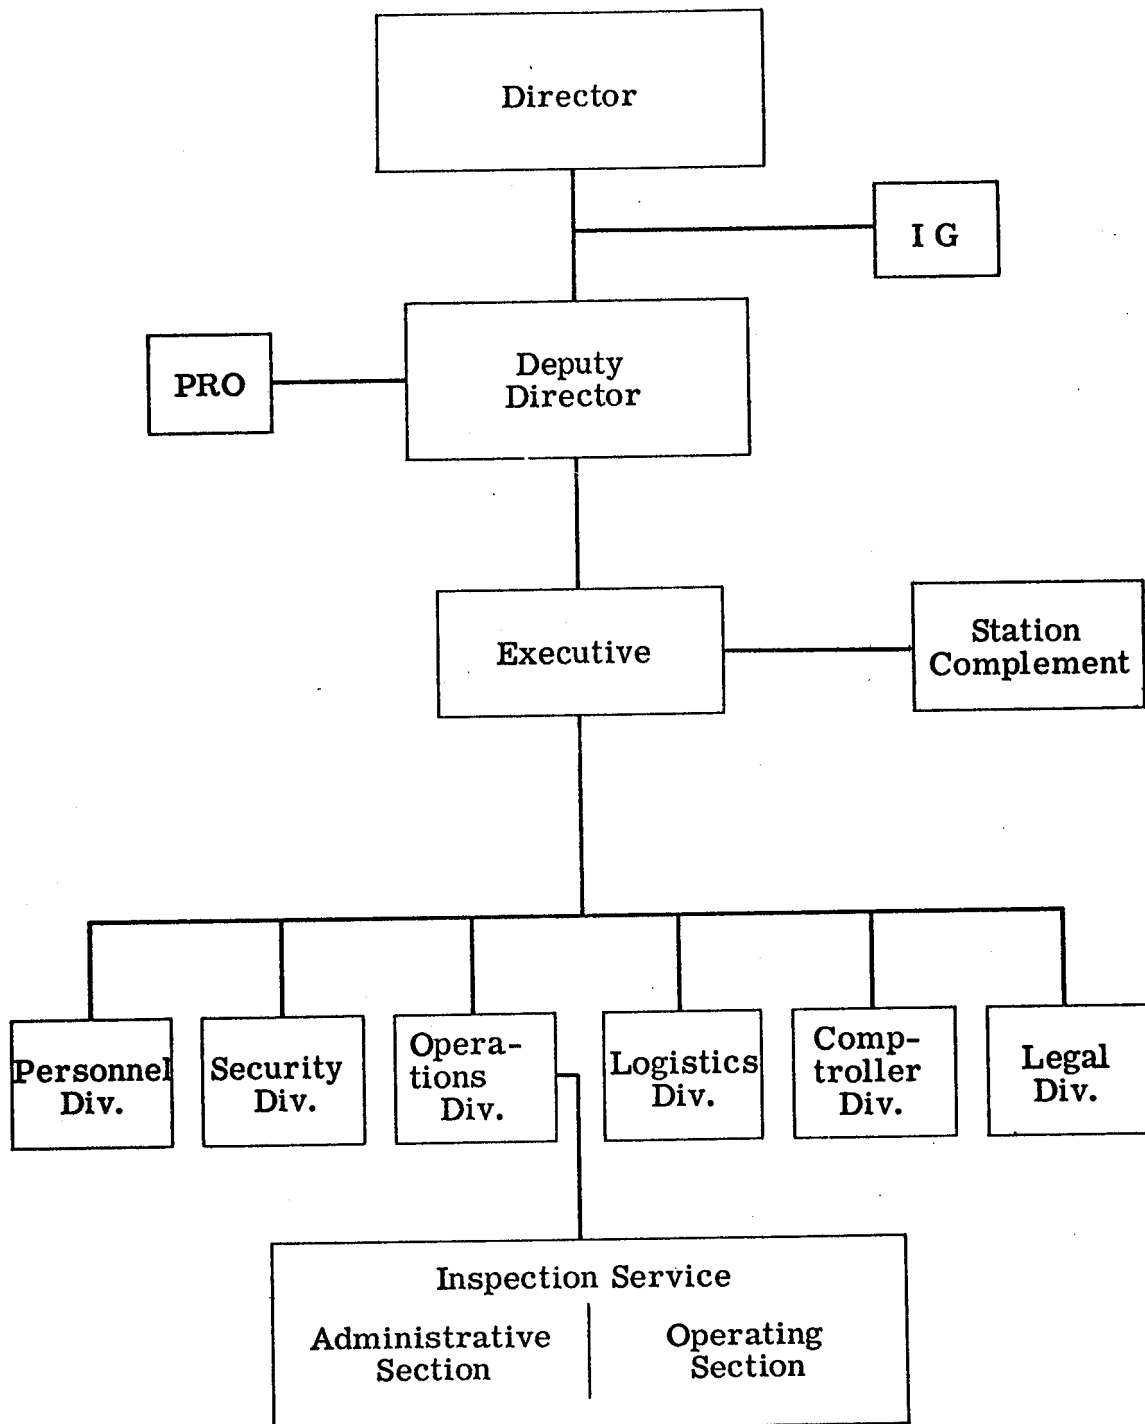 Director
I G
PRO
Deputy
Director
Executive
Station
Complement
Personnel
Div.
Security
Div.
Opera-
tions
Div.
Logistics
Div.
Comp-
troller
Div.
Legal
Div.
Inspection Service
Administrative
Section
Operating
Section